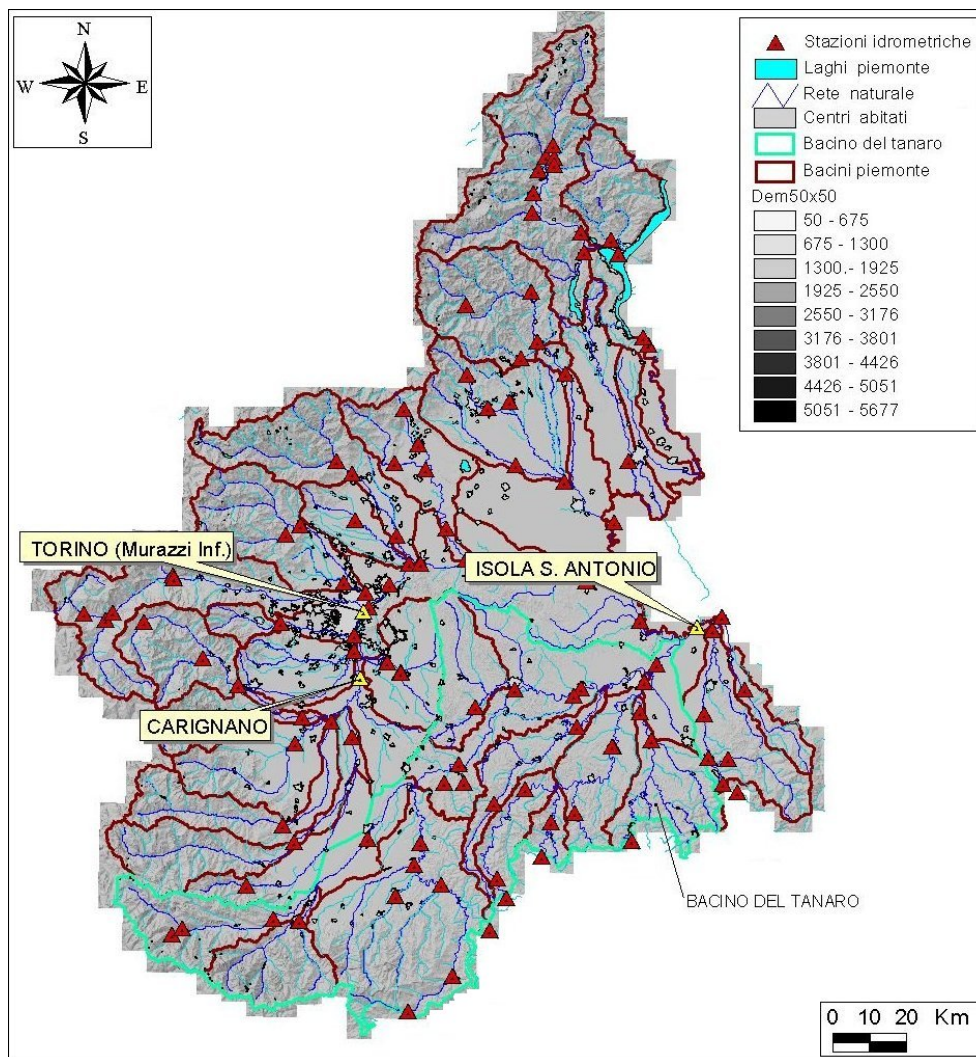 N
W
E
S
Stazioni idrometriche
Laghi piemonte
Rete naturale
Centri abitati
Bacino del tanaro
Bacini piemonte
Dem50x50
50 - 675
675 - 1300
1300.- 1925
1925 - 2550
2550 - 3176
3176 - 3801
3801 - 4426
4426 - 5051
5051 - 5677
TORINO (Murazzi Inf.)
ISOLA S. ANTONIO
CARIGNANO
BACINO DEL TANARO
0 10 20 Km